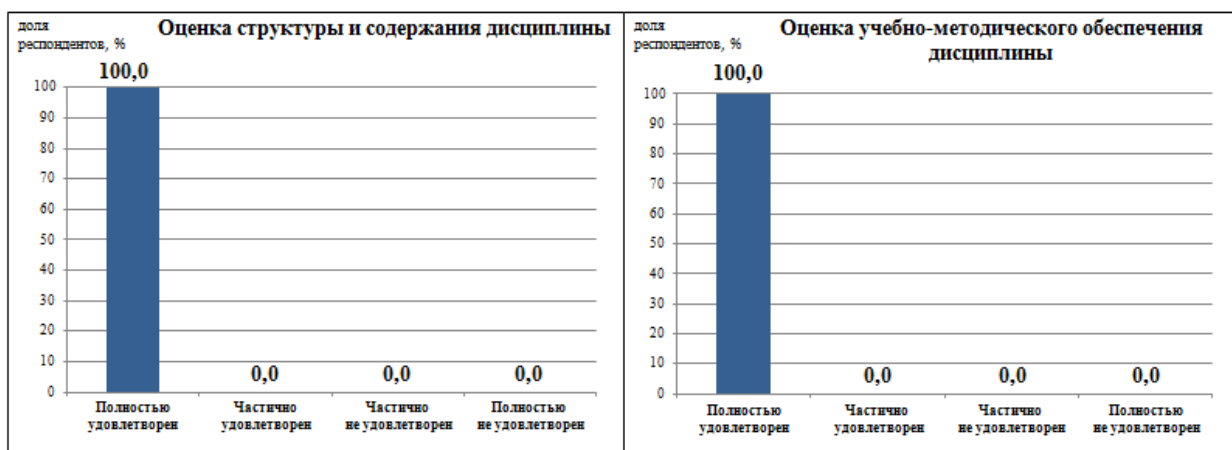 доля
респондентов, %
Оценка структуры и содержания дисциплины
100,0
100
90
80
70
60
50
40
30
20
10
0
0,0
0,0
0,0
Полностью
удовлетворен
Частично
удовлетворен
Частично
не удовлетворен
Полностью
не удовлетворен
доля
респондентов, %
Оценка учебно-методического обеспечения
дисциплины
100,0
100
90
80
70
60
50
40
30
20
10
0
0,0
0,0
0,0
Полностью
удовлетворен
Частично
удовлетворен
Частично
не удовлетворен
Полностью
не удовлетворен